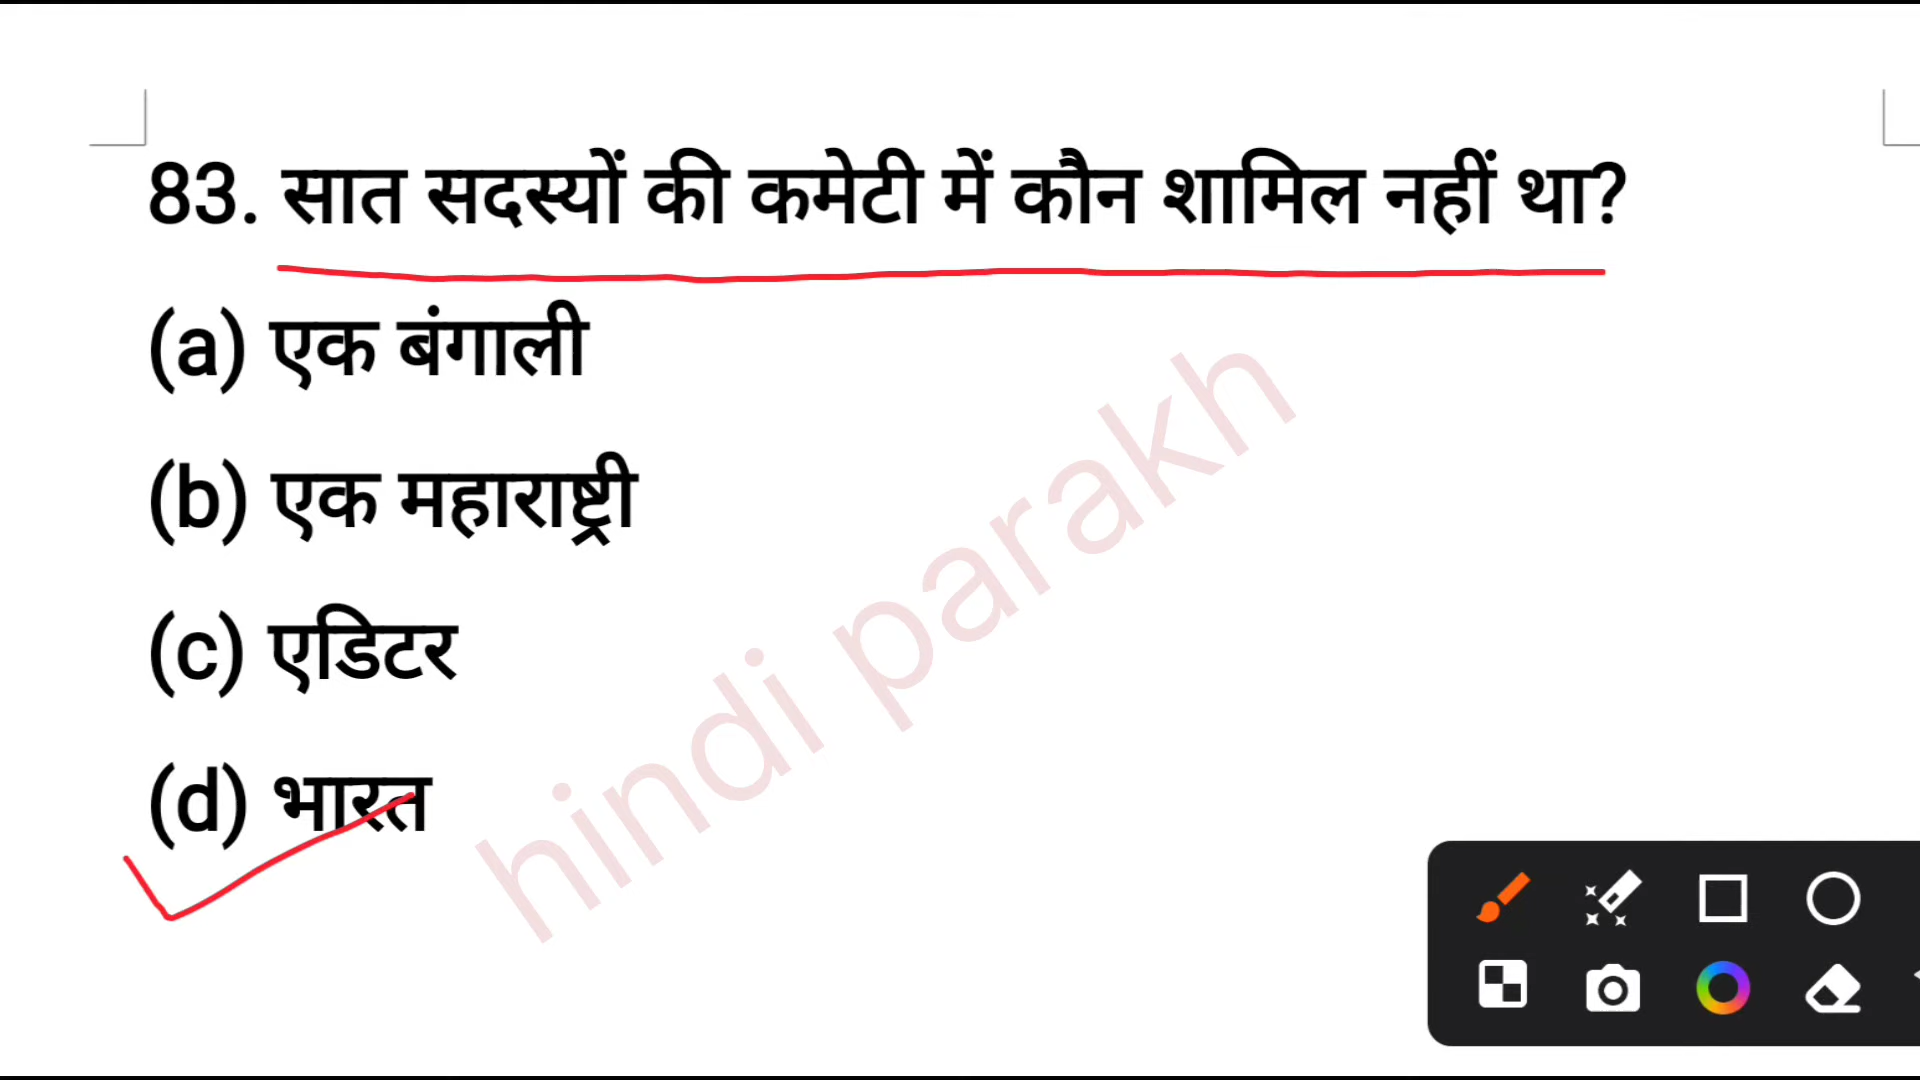 83. सात सदस्यों की कमेटी में कौन शामिल नहीं था?
(a) एक बंगाली
(b) एक महाराष्ट्री
(c) एडिटर
(d) भारत
hindi parakh